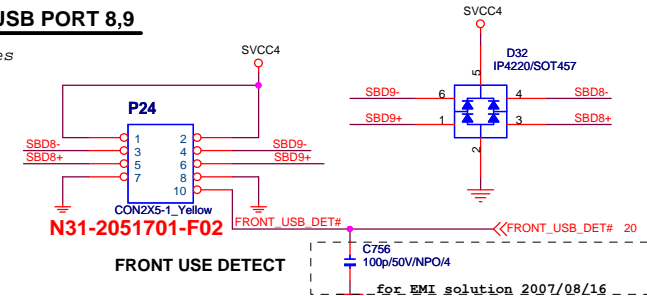 USB PORT 8,9
es
SVCC4
SVCC4
D32
IP4220/SOT457
P24
5
SBD9- 6 4 SBD8-
SBD9+ 1 3 SBD8+
2
1 2
SBD8- 3 4 SBD9-
SBD8+ 5 6 SBD9+
7 8
10
CON2X5-1_Yellow
N31-2051701-F02
FRONT_USB_DET#
FRONT_USB_DET# 20
C756
100p/50V/NPO/4
FRONT USE DETECT
for EMI solution 2007/08/16